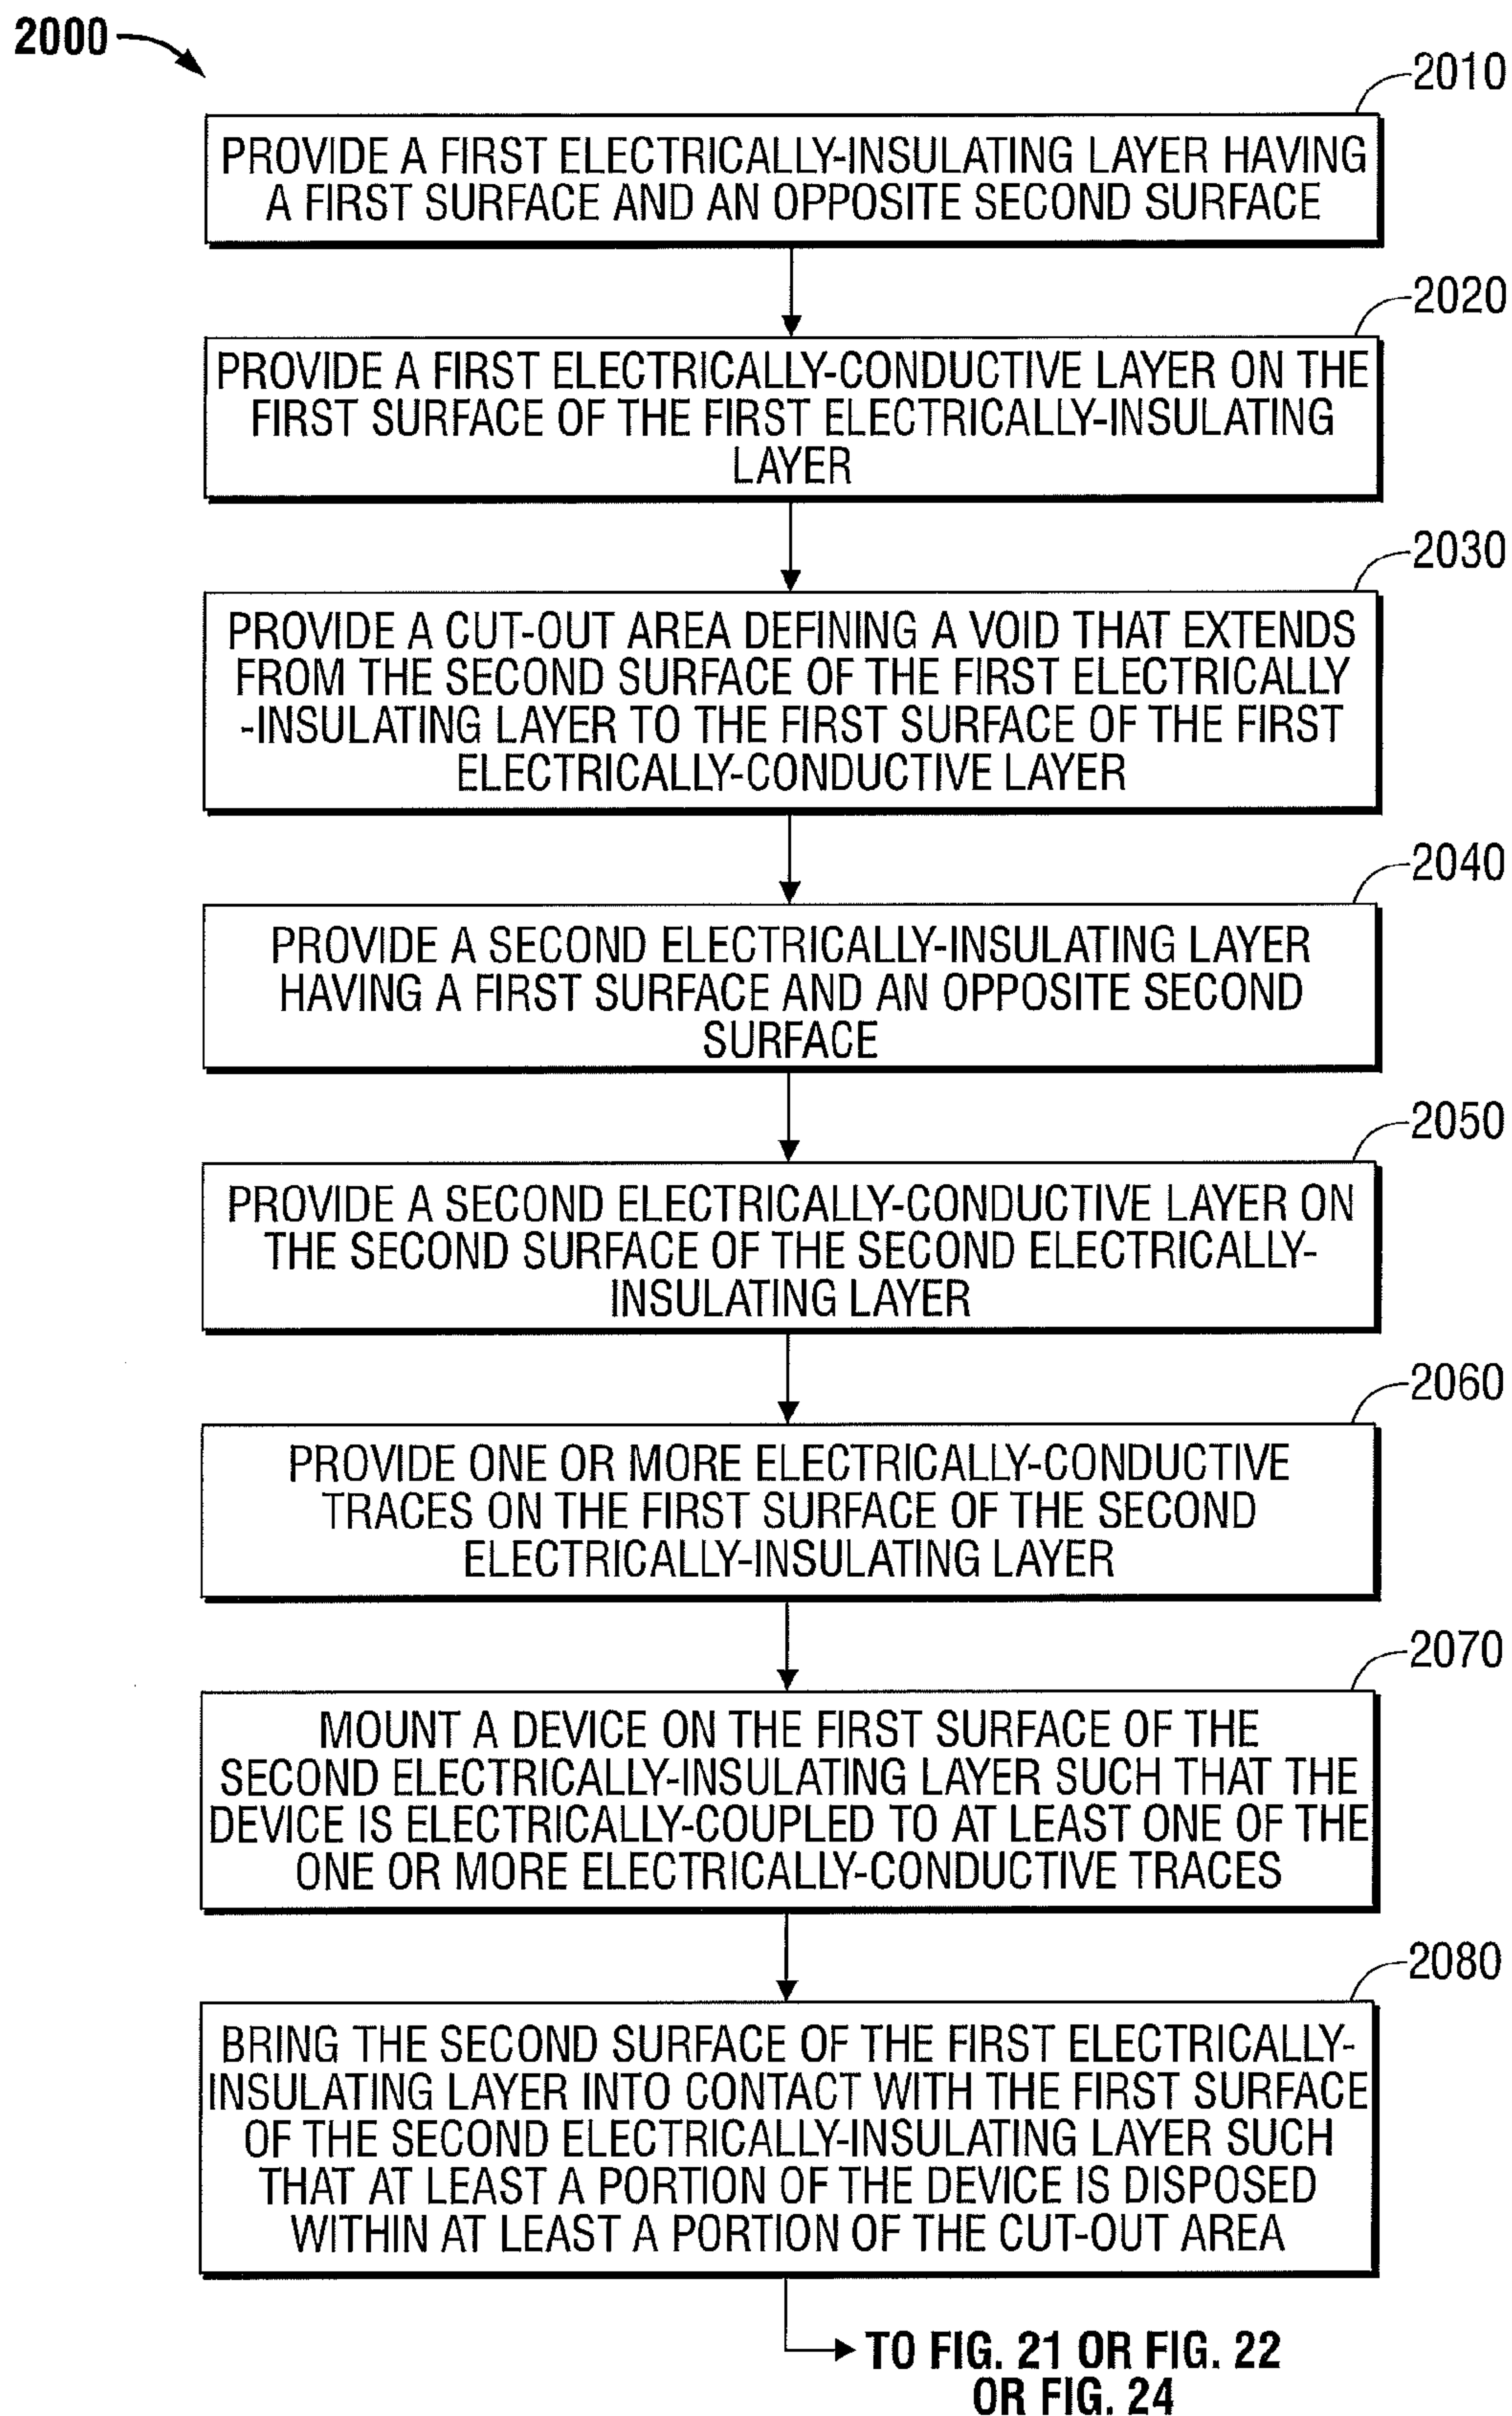 2000
2010
PROVIDE A FIRST ELECTRICALLY-INSULATING LAYER HAVING
A FIRST SURFACE AND AN OPPOSITE SECOND SURFACE
2020
PROVIDE A FIRST ELECTRICALLY-CONDUCTIVE LAYER ON THE
FIRST SURFACE OF THE FIRST ELECTRICALLY-INSULATING
LAYER
2030
PROVIDE A CUT-OUT AREA DEFINING A VOID THAT EXTENDS
FROM THE SECOND SURFACE OF THE FIRST ELECTRICALLY
-INSULATING LAYER TO THE FIRST SURFACE OF THE FIRST
ELECTRICALLY-CONDUCTIVE LAYER
2040
PROVIDE A SECOND ELECTRICALLY-INSULATING LAYER
HAVING A FIRST SURFACE AND AN OPPOSITE SECOND
SURFACE
2050
PROVIDE A SECOND ELECTRICALLY-CONDUCTIVE LAYER ON
THE SECOND SURFACE OF THE SECOND ELECTRICALLY-
INSULATING LAYER
2060
PROVIDE ONE OR MORE ELECTRICALLY-CONDUCTIVE
TRACES ON THE FIRST SURFACE OF THE SECOND
ELECTRICALLY-INSULATING LAYER
2070
MOUNT A DEVICE ON THE FIRST SURFACE OF THE
SECOND ELECTRICALLY-INSULATING LAYER SUCH THAT THE
DEVICE IS ELECTRICALLY-COUPLED TO AT LEAST ONE OF THE
ONE OR MORE ELECTRICALLY-CONDUCTIVE TRACES
2080
BRING THE SECOND SURFACE OF THE FIRST ELECTRICALLY-
INSULATING LAYER INTO CONTACT WITH THE FIRST SURFACE
OF THE SECOND ELECTRICALLY-INSULATING LAYER SUCH
THAT AT LEAST A PORTION OF THE DEVICE IS DISPOSED
WITHIN AT LEAST A PORTION OF THE CUT-OUT AREA
TO FIG. 21 OR FIG. 22
OR FIG. 24